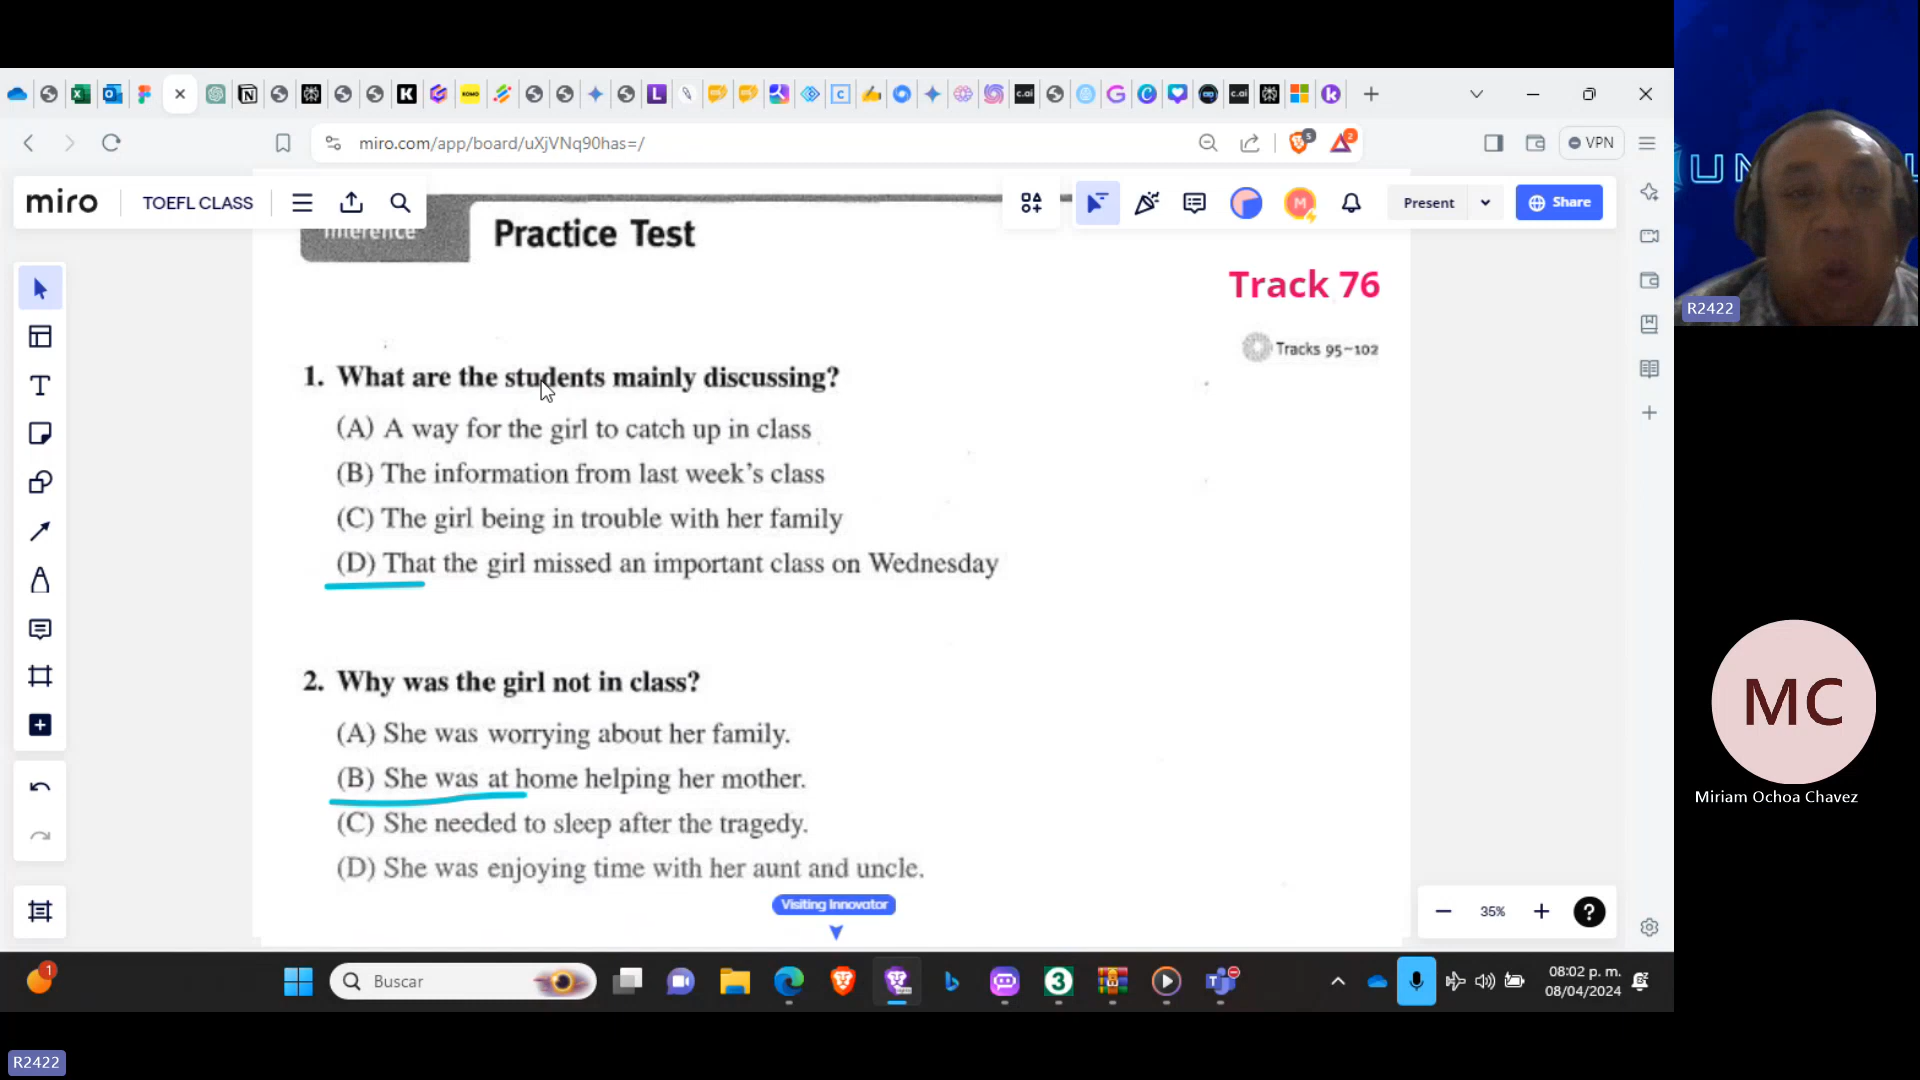 miro.com/app/board/uXjVNq90has=/
5
2
VPN
miro
TOEFL CLASS
M
Present
Share
Inference
Practice Test
Track 76
Tracks 95–102
1. What are the students mainly discussing?
(A) A way for the girl to catch up in class
(B) The information from last week's class
(C) The girl being in trouble with her family
(D) That the girl missed an important class on Wednesday
2. Why was the girl not in class?
(A) She was worrying about her family.
(B) She was at home helping her mother.
(C) She needed to sleep after the tragedy.
(D) She was enjoying time with her aunt and uncle.
Visiting Innovator
35%
R2422
MC
Miriam Ochoa Chavez
1
Buscar
3
08:02 p. m.
08/04/2024
R2422